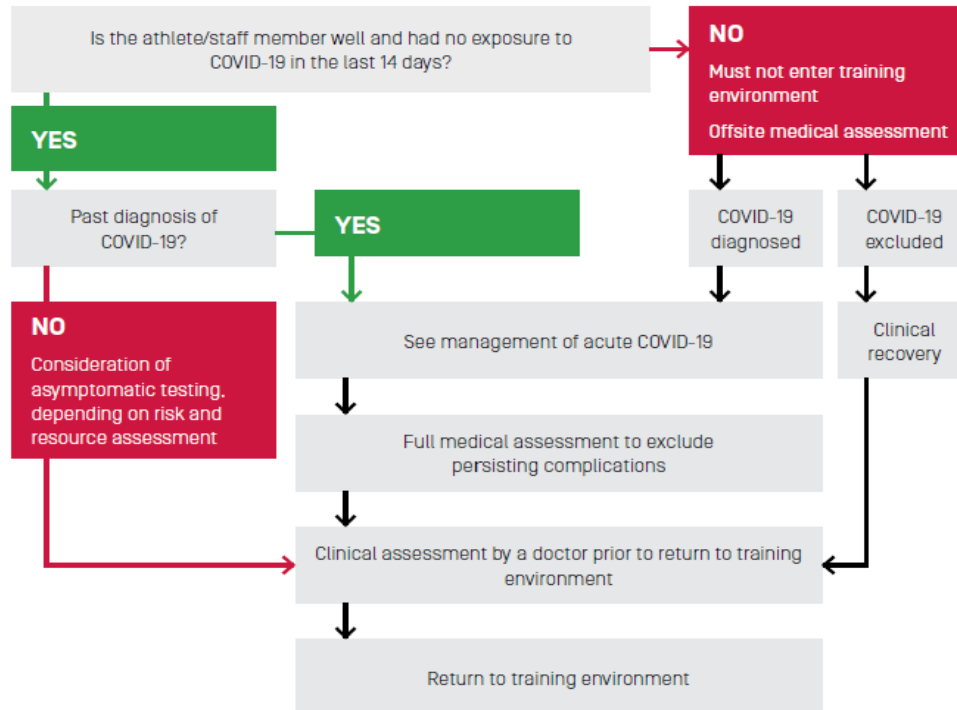 Is the athlete/staff member well and had no exposure to
COVID-19 in the last 14 days?
NO
Must not enter training
environment
Offsite medical assessment
YES
Past diagnosis of
COVID-19?
YES
COVID-19
diagnosed
COVID-19
excluded
NO
Consideration of
asymptomatic testing,
depending on risk and
resource assessment
See management of acute COVID-19
Clinical
recovery
Full medical assessment to exclude
persisting complications
Clinical assessment by a doctor prior to return to training
environment
Return to training environment